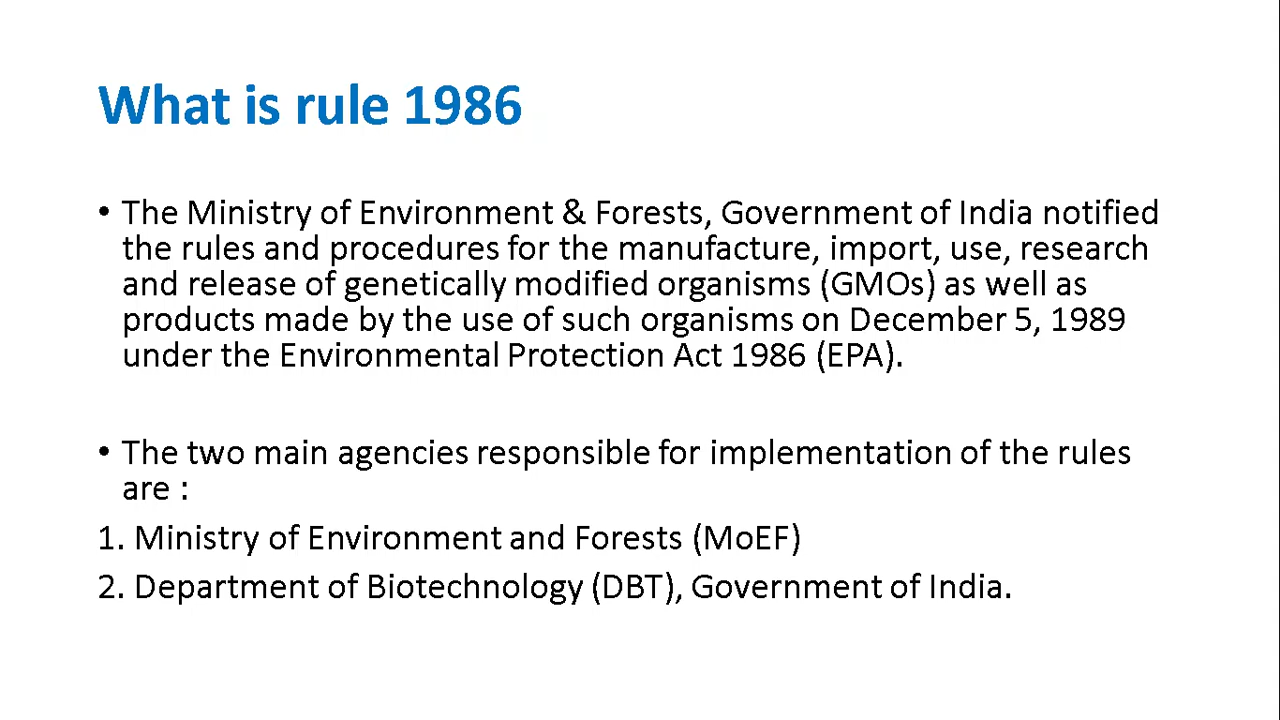 What is rule 1986
• The Ministry of Environment & Forests, Government of India notified
the rules and procedures for the manufacture, import, use, research
and release of genetically modified organisms (GMOs) as well as
products made by the use of such organisms on December 5, 1989
under the Environmental Protection Act 1986 (EPA).
• The two main agencies responsible for implementation of the rules
are :
1. Ministry of Environment and Forests (MoEF)
2. Department of Biotechnology (DBT), Government of India.